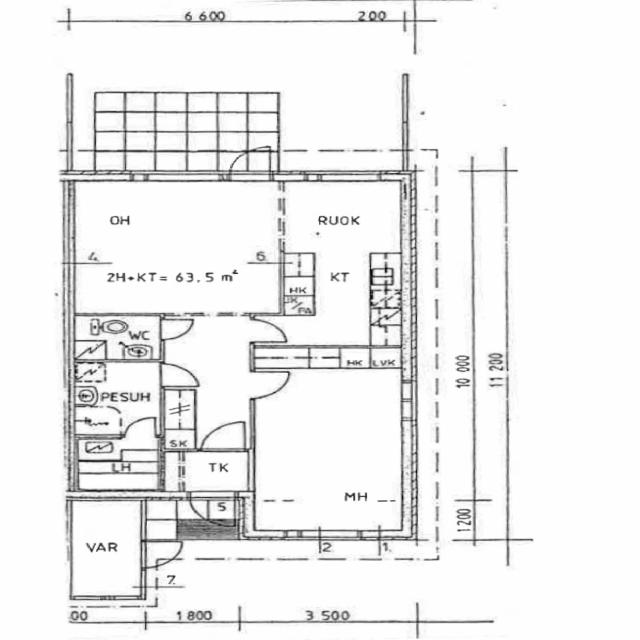 6 600
200
OH
RUOK
4.
6.
2H+KT= 63,5 m²
KT
HK
JK
PA
WC
HK
LVK
PESUH
10 000
11 200
SK
LH
TK
MH
S
1200
VAR
2.
1.
7.
00
1 800
3 500